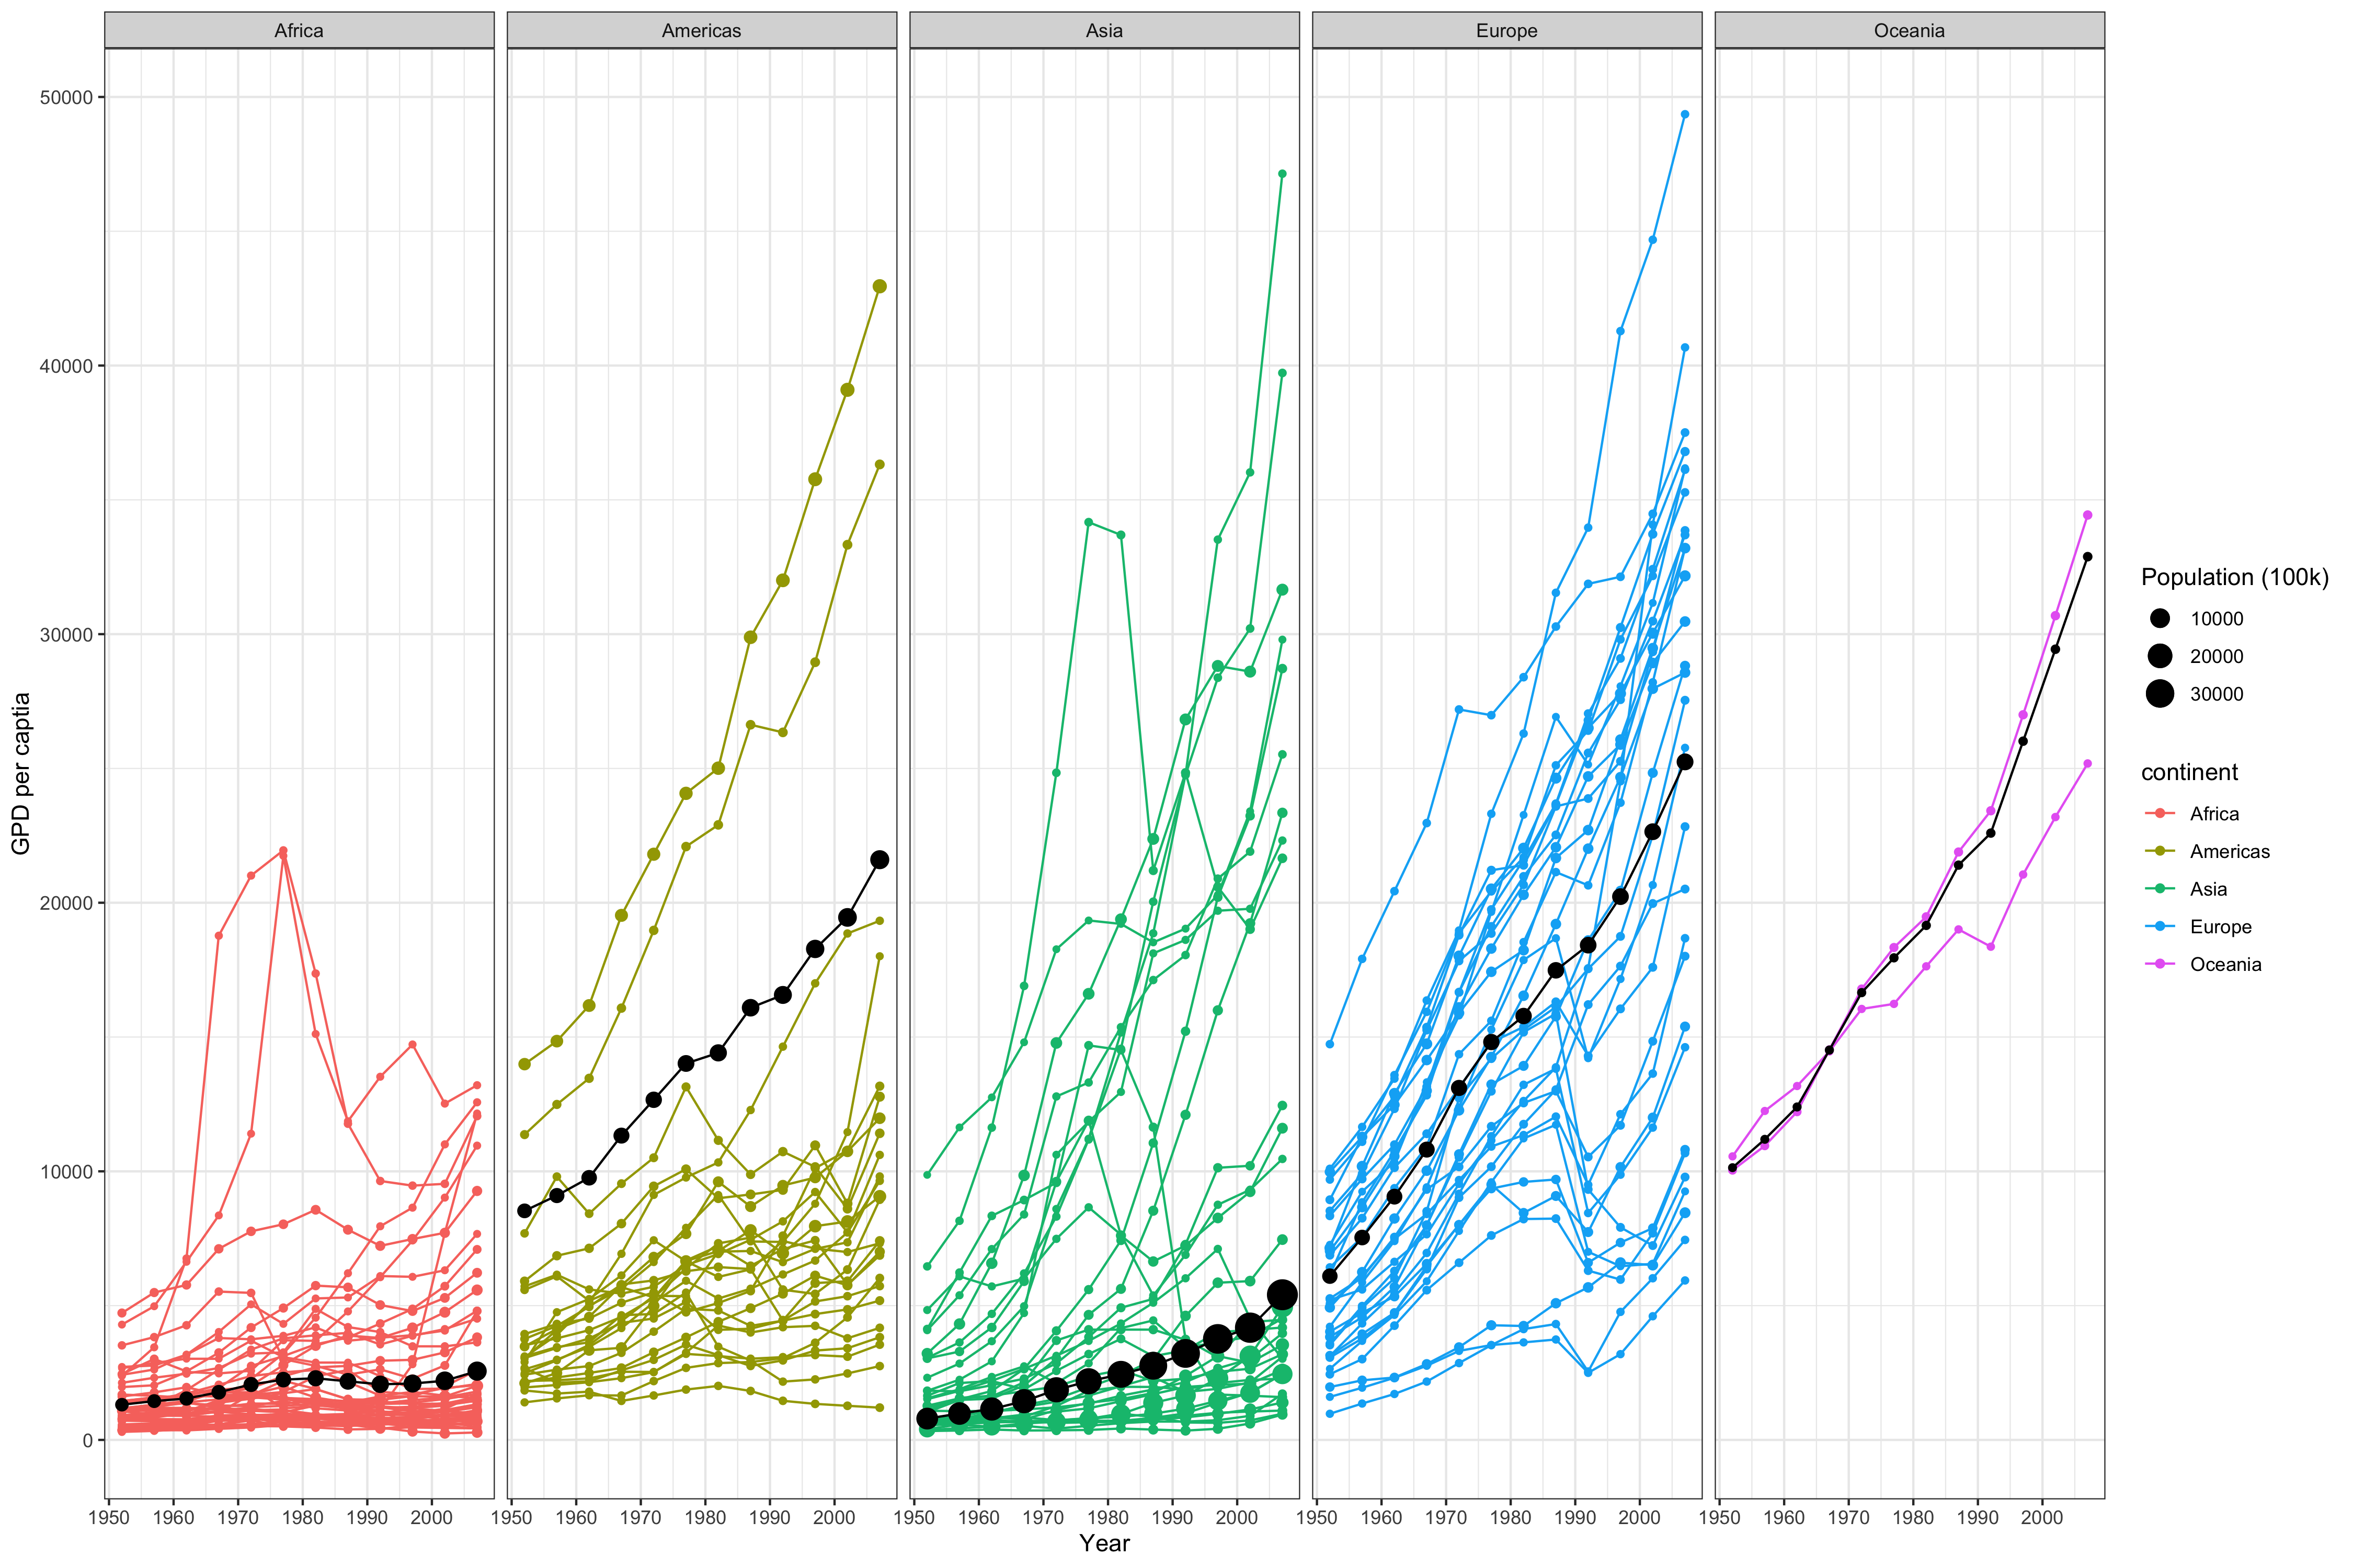 Africa Americas Asia Europe Oceania
50000
40000
30000
20000
10000
0
GPD per captia
1950 1960 1970 1980 1990 2000 1950 1960 1970 1980 1990 2000 1950 1960 1970 1980 1990 2000 1950 1960 1970 1980 1990 2000 1950 1960 1970 1980 1990 2000
Year
Population (100k)
10000
20000
30000
continent
Africa
Americas
Asia
Europe
Oceania